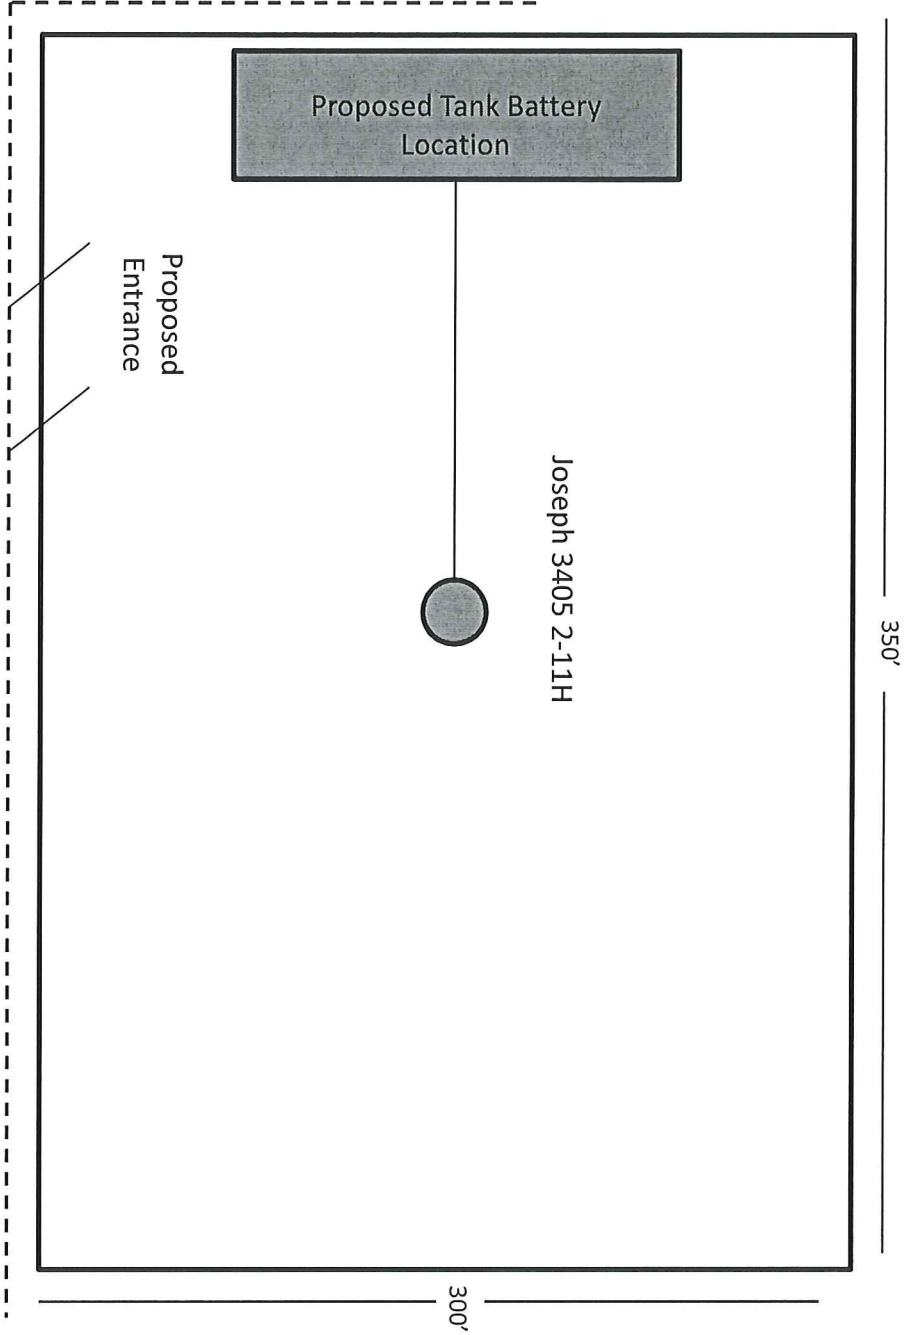 Proposed Tank Battery
Location
Proposed
Entrance
Joseph 3405 2-11H
350’
300’